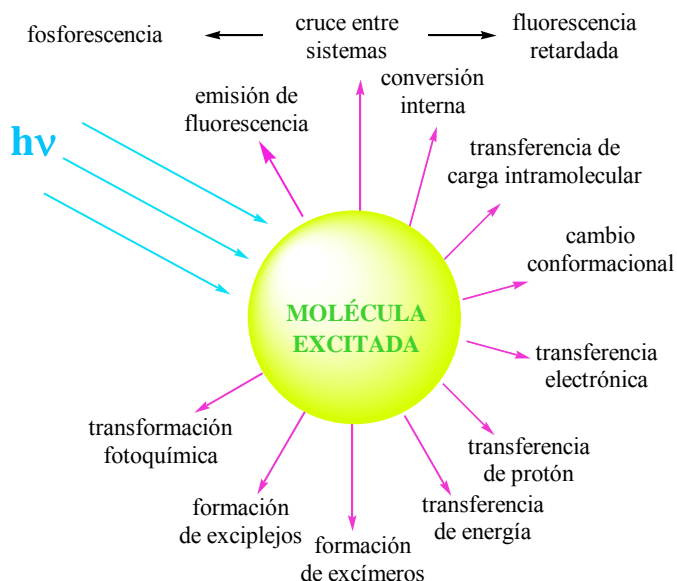 fosforescencia
cruce entre
sistemas
fluorescencia
retardada
conversión
interna
emisión de
fluorescencia
hν
transferencia de
carga intramolecular
cambio
conformacional
MOLÉCULA
EXCITADA
transferencia
electrónica
transformación
fotoquímica
transferencia
de protón
formación
de exciplejos
transferencia
de energía
formación
de excímeros